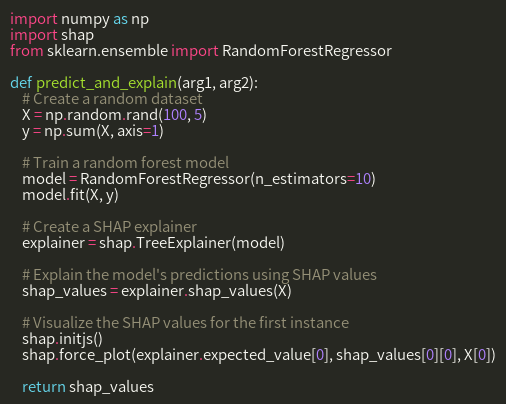 import numpy as np
import shap
from sklearn.ensemble import RandomForestRegressor

def predict_and_explain(arg1, arg2):
    # Create a random dataset
    X = np.random.rand(100, 5)
    y = np.sum(X, axis=1)

    # Train a random forest model
    model = RandomForestRegressor(n_estimators=10)
    model.fit(X, y)

    # Create a SHAP explainer
    explainer = shap.TreeExplainer(model)

    # Explain the model's predictions using SHAP values
    shap_values = explainer.shap_values(X)

    # Visualize the SHAP values for the first instance
    shap.initjs()
    shap.force_plot(explainer.expected_value[0], shap_values[0][0], X[0])

    return shap_values